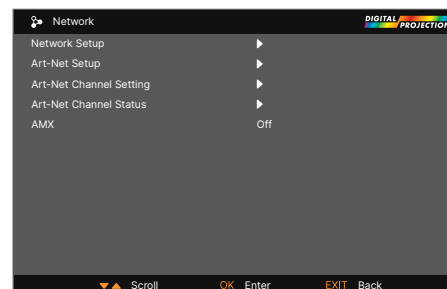 Network
DIGITAL PROJECTION
Network Setup
Art-Net Setup
Art-Net Channel Setting
Art-Net Channel Status
AMX Off
Scroll OK Enter EXIT Back